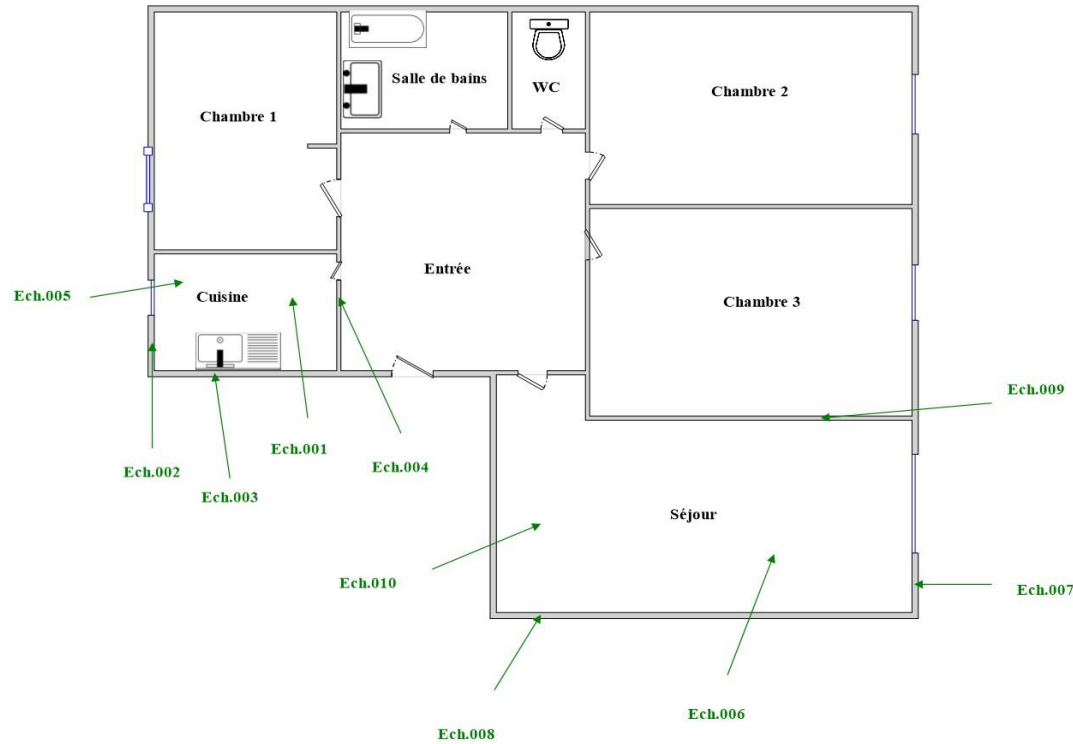 Salle de bains
WC
Chambre 2
Chambre 1
Entrée
Ech.005
Cuisine
Chambre 3
Ech.009
Ech.001
Ech.004
Ech.002
Ech.003
Séjour
Ech.010
Ech.007
Ech.006
Ech.008